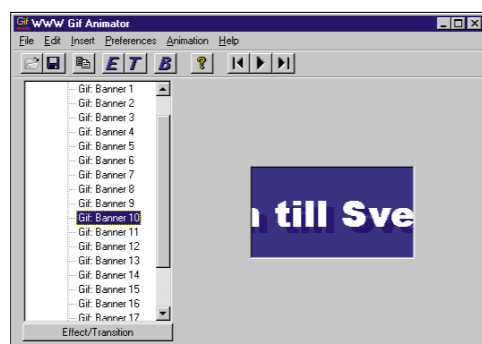 Gif WWW Gif Animator
File Edit Insert Preferences Animation Help
E T B ?
Gif: Banner 1
Gif: Banner 2
Gif: Banner 3
Gif: Banner 4
Gif: Banner 5
Gif: Banner 6
Gif: Banner 7
Gif: Banner 8
Gif: Banner 9
Gif: Banner 10
Gif: Banner 11
Gif: Banner 12
Gif: Banner 13
Gif: Banner 14
Gif: Banner 15
Gif: Banner 16
Gif: Banner 17
till Sve
Effect/Transition